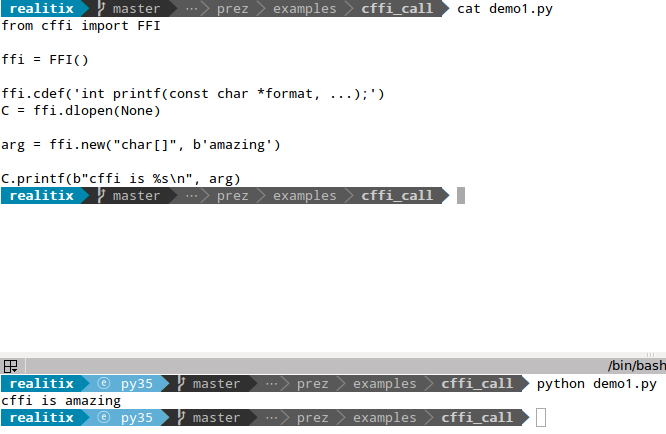 realitix master ··· prez examples cffi_call cat demo1.py
from cffi import FFI
ffi = FFI()
ffi.cdef('int printf(const char *format, ...);')
C = ffi.dlopen(None)
arg = ffi.new("char[]", b'amazing')
C.printf(b"cffi is %s\n", arg)
realitix master ··· prez examples cffi_call
/bin/bash
realitix ⓔ py35 master ··· prez examples cffi_call python demo1.py
cffi is amazing
realitix ⓔ py35 master ··· prez examples cffi_call